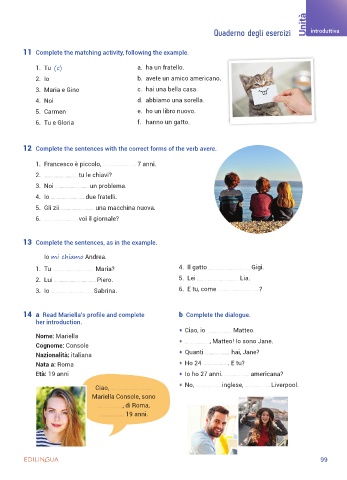 Quaderno degli esercizi
Unità
introduttiva
11 Complete the matching activity, following the example.
1. Tu (c)
2. Io
3. Maria e Gino
4. Noi
5. Carmen
6. Tu e Gloria
a. ha un fratello.
b. avete un amico americano.
c. hai una bella casa.
d. abbiamo una sorella.
e. ho un libro nuovo.
f. hanno un gatto.
12 Complete the sentences with the correct forms of the verb avere.
1. Francesco è piccolo, .................... 7 anni.
2. .................... tu le chiavi?
3. Noi .................... un problema.
4. Io .................... due fratelli.
5. Gli zii .................... una macchina nuova.
6. .................... voi il giornale?
13 Complete the sentences, as in the example.
Io mi chiamo Andrea.
1. Tu .................... Maria?
2. Lui .................... Piero.
3. Io .................... Sabrina.
4. Il gatto .................... Gigi.
5. Lei .................... Lia.
6. E tu, come .................... ?
14 a Read Mariella's profile and complete
her introduction.
Nome: Mariella
Cognome: Console
Nazionalità: italiana
Nata a: Roma
Età: 19 anni
Ciao, ....................
Mariella Console, sono
...................., di Roma,
.................... 19 anni.
b Complete the dialogue.
• Ciao, io .................... Matteo.
• ...................., Matteo! Io sono Jane.
• Quanti .................... hai, Jane?
• Ho 24 ..................... E tu?
• Io ho 27 anni. .................... americana?
• No, .................... inglese, .................... Liverpool.
EDILINGUA
99